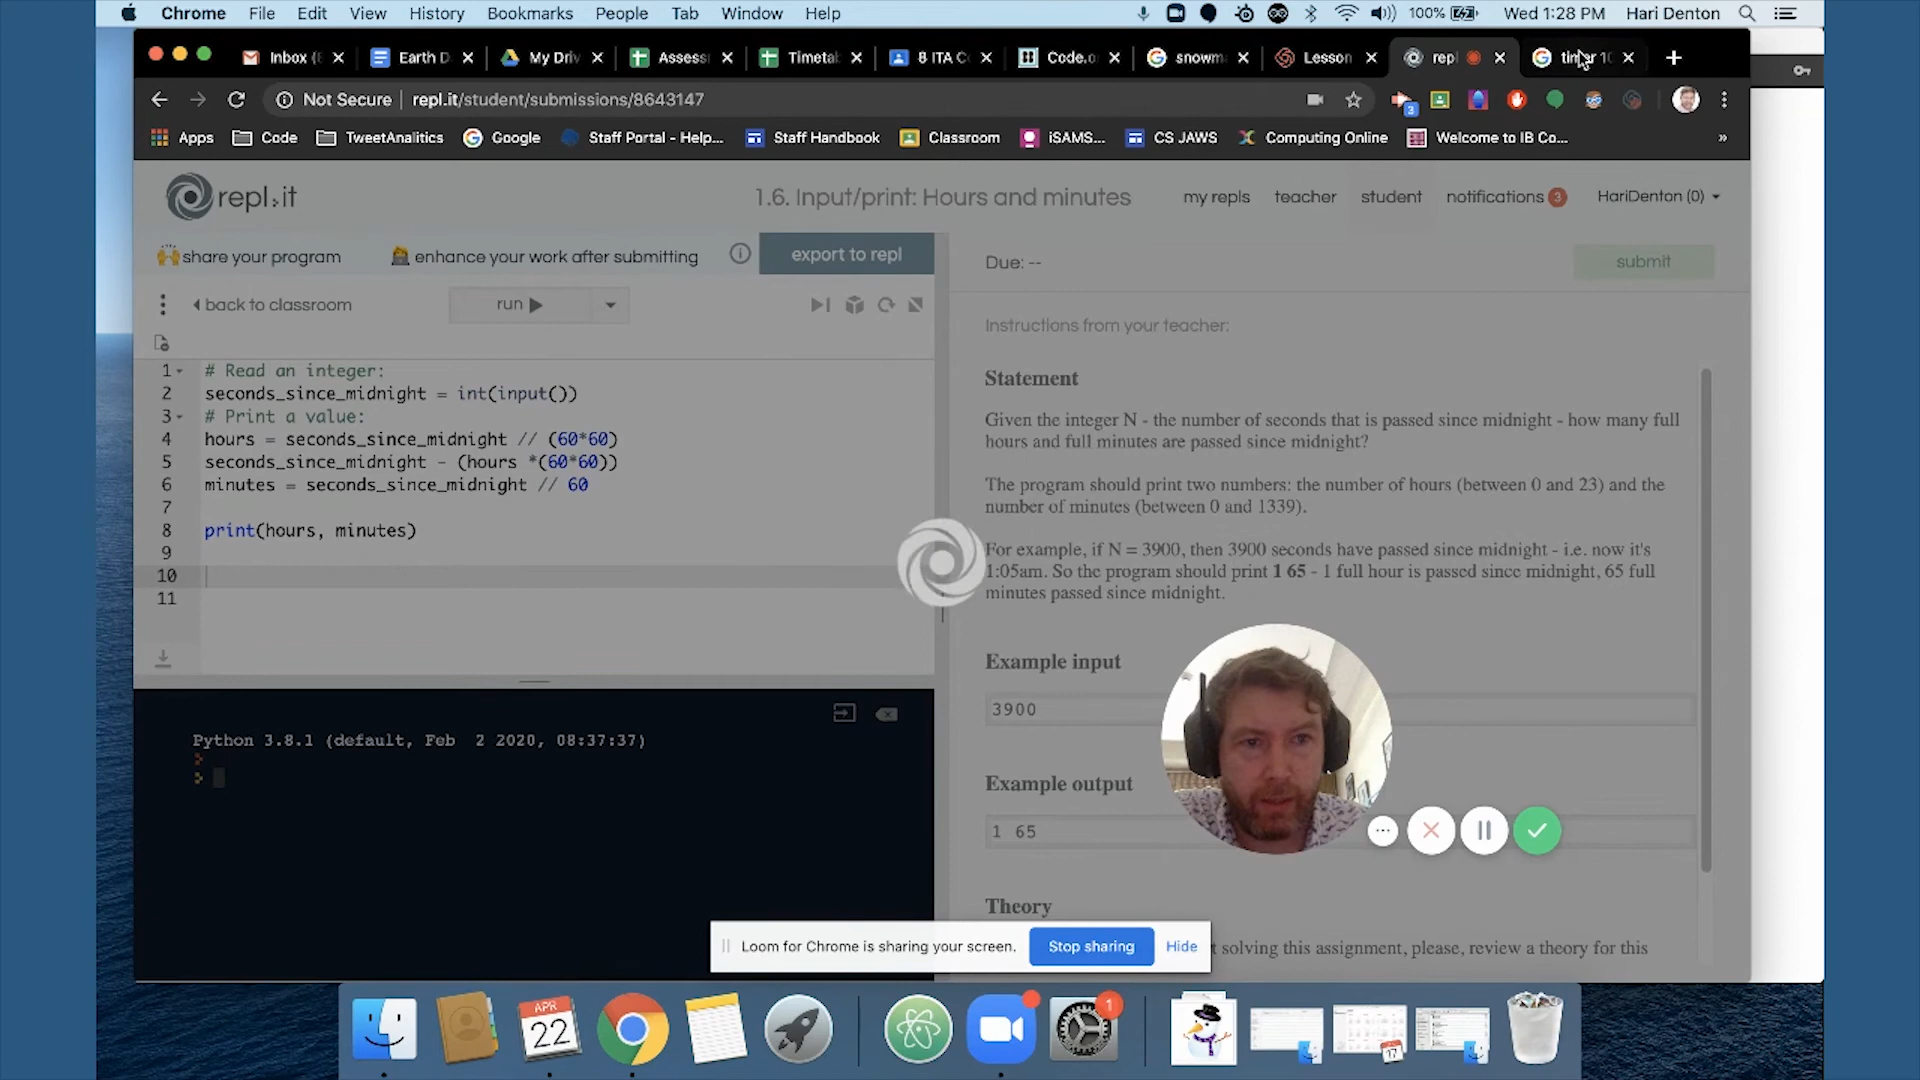 Chrome File Edit View History Bookmarks People Tab Window Help 100% Wed 1:28 PM Hari Denton
Inbox (
Earth D
My Driv
Assess
Timetab
8 ITA C
Code.o
snowm
Lesson
repl
Not Secure repl.it/student/submissions/8643147
3
Apps Code TweetAnalitics Google Staff Portal - Help... Staff Handbook Classroom iSAMS... CS JAWS Computing Online Welcome to IB Co... »
repl.it 1.6. Input/print: Hours and minutes my repls teacher student notifications 3 HariDenton (0)
share your program enhance your work after submitting export to repl
Due: -- submit
back to classroom run
Instructions from your teacher:
1 # Read an integer:
2 seconds_since_midnight = int(input())
3 # Print a value:
4 hours = seconds_since_midnight // (60*60)
5 seconds_since_midnight - (hours *(60*60))
6 minutes = seconds_since_midnight // 60
7
8 print(hours, minutes)
9
10
11
Statement
Given the integer N - the number of seconds that is passed since midnight - how many full
hours and full minutes are passed since midnight?
The program should print two numbers: the number of hours (between 0 and 23) and the
number of minutes (between 0 and 1339).
For example, if N = 3900, then 3900 seconds have passed since midnight - i.e. now it's
1:05am. So the program should print 1 65 - 1 full hour is passed since midnight, 65 full
minutes passed since midnight.
Example input
3900
Example output
1 65
Theory
t solving this assignment, please, review a theory for this
Python 3.8.1 (default, Feb 2 2020, 08:37:37)
>
>
Loom for Chrome is sharing your screen. Stop sharing Hide
APR
22
1
17